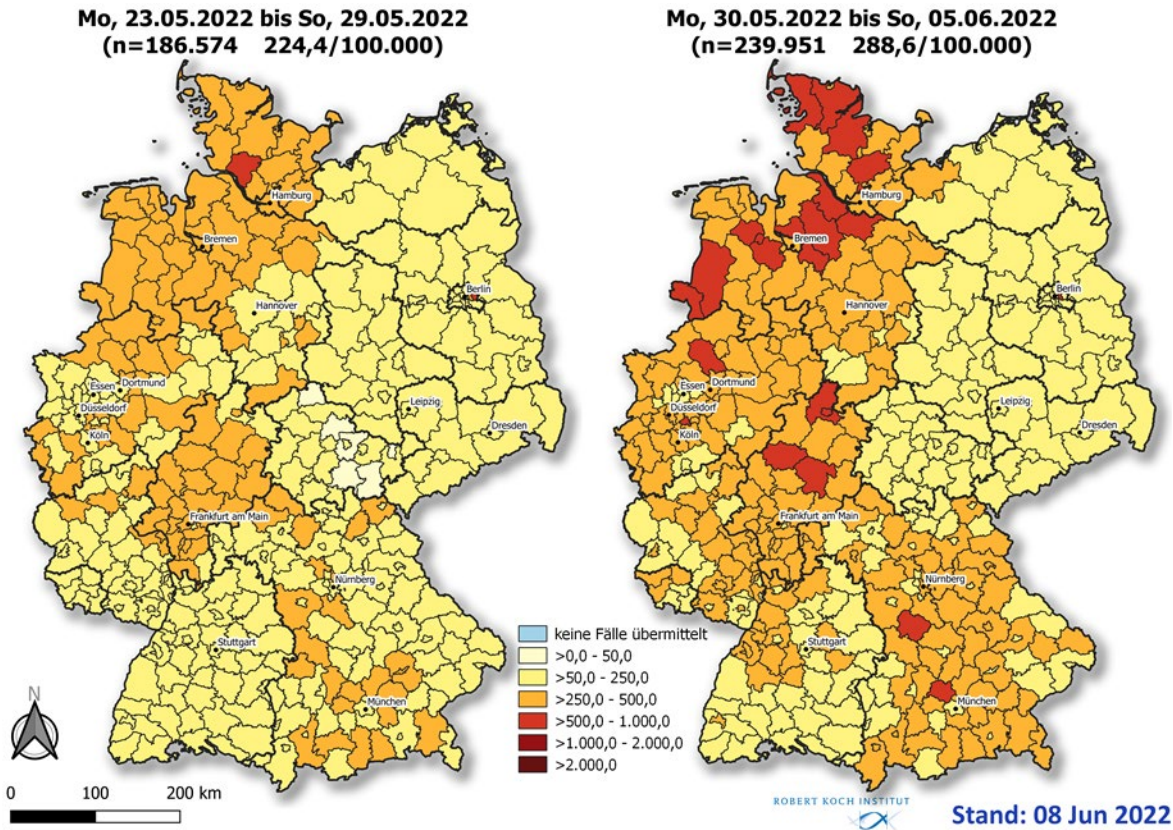 Mo, 23.05.2022 bis So, 29.05.2022
(n=186.574 224,4/100.000)
Mo, 30.05.2022 bis So, 05.06.2022
(n=239.951 288,6/100.000)
Hamburg
Bremen
Berlin
Hannover
Essen
Dortmund
Düsseldorf
Köln
Leipzig
Dresden
Frankfurt am Main
Nürnberg
Stuttgart
München
Hamburg
Bremen
Berlin
Hannover
Essen
Dortmund
Düsseldorf
Köln
Leipzig
Dresden
Frankfurt am Main
Nürnberg
Stuttgart
München
keine Fälle übermittelt
>0,0 - 50,0
>50,0 - 250,0
>250,0 - 500,0
>500,0 - 1.000,0
>1.000,0 - 2.000,0
>2.000,0
N
0 100 200 km
ROBERT KOCH INSTITUT
Stand: 08 Jun 2022